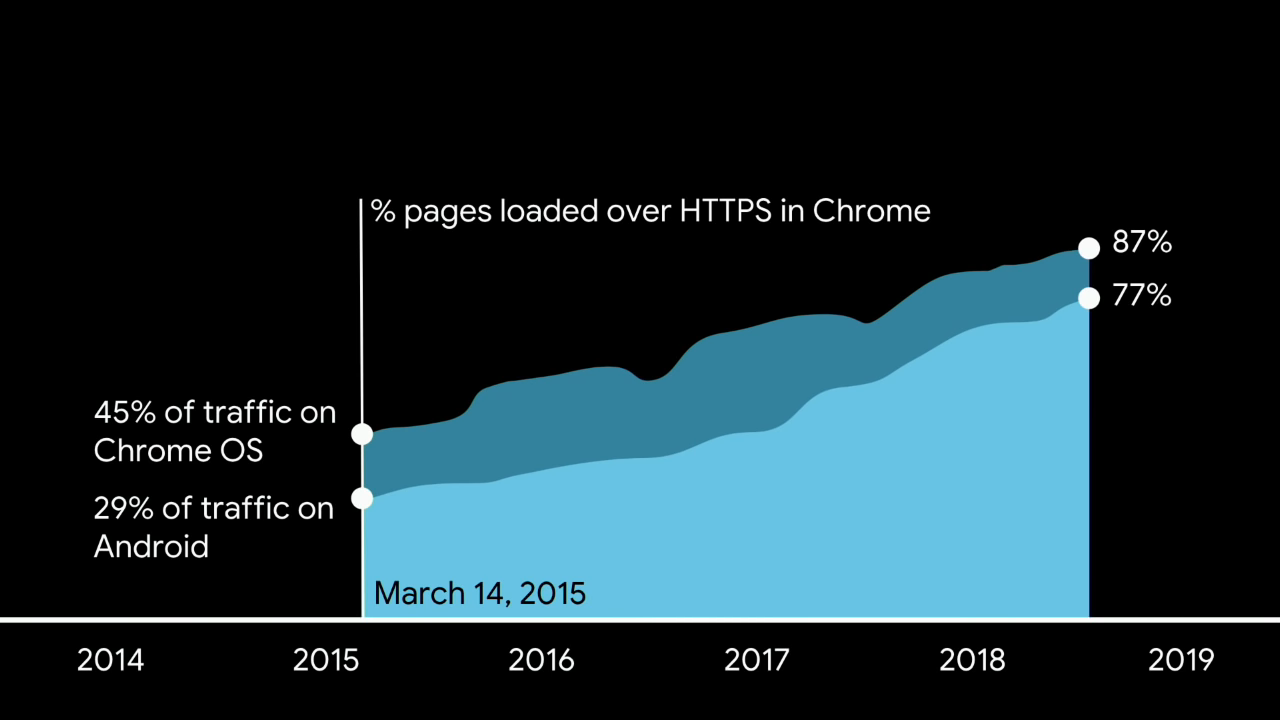 % pages loaded over HTTPS in Chrome
87%
77%
45% of traffic on
Chrome OS
29% of traffic on
Android
March 14, 2015
2014 2015 2016 2017 2018 2019